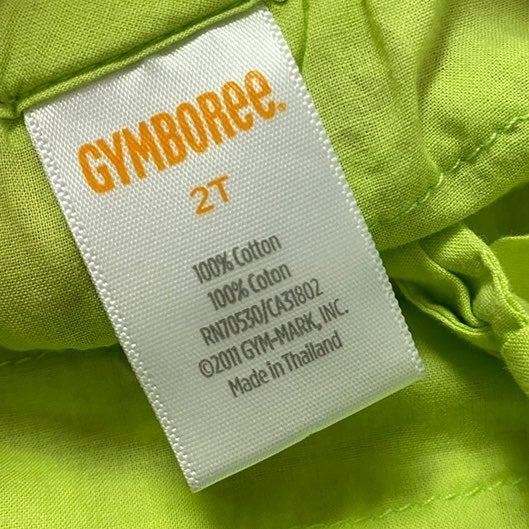 GYMBOREE.
2T
100% Cotton
100% Coton
RN70530/CA31802
©2011 GYM-MARK, INC.
Made in Thailand